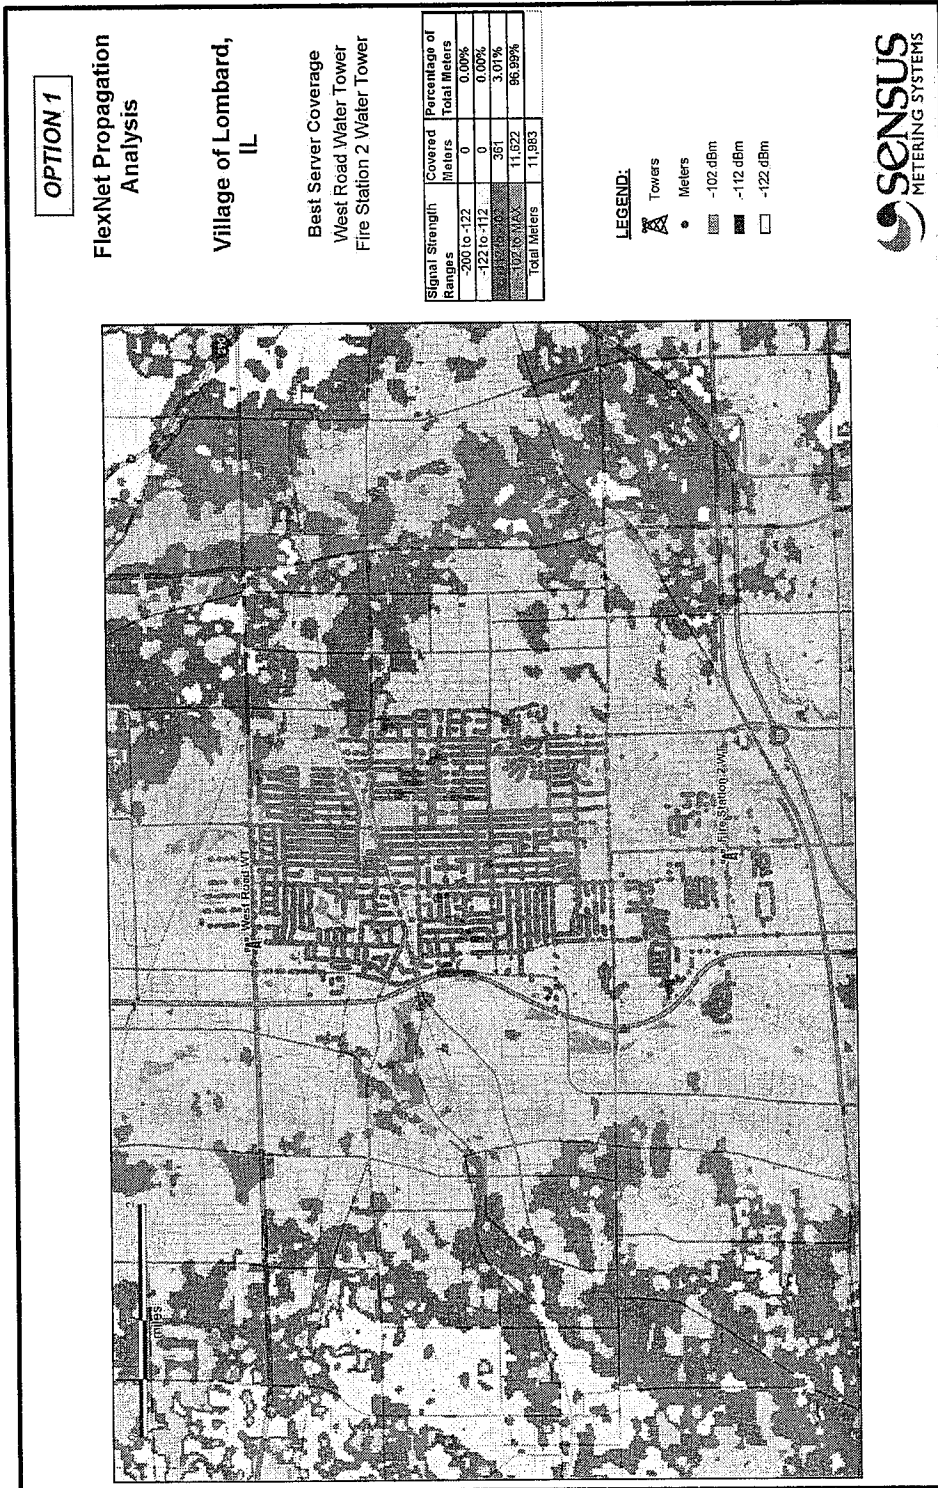 OPTION 1
FlexNet Propagation
Analysis
Village of Lombard,
IL
Best Server Coverage
West Road Water Tower
Fire Station 2 Water Tower
Signal Strength Ranges Covered Meters Percentage of Total Meters
-200 to -122 0 0.00%
-122 to -112 0 0.00%
361 3.01%
-102 to MAX 11,622 96.99%
Total Meters 11,983
LEGEND:
Towers
Meters
-102 dBm
-112 dBm
-122 dBm
SENSUS
METERING SYSTEMS
West Road WT
Fire Station 2 WT
miles
2